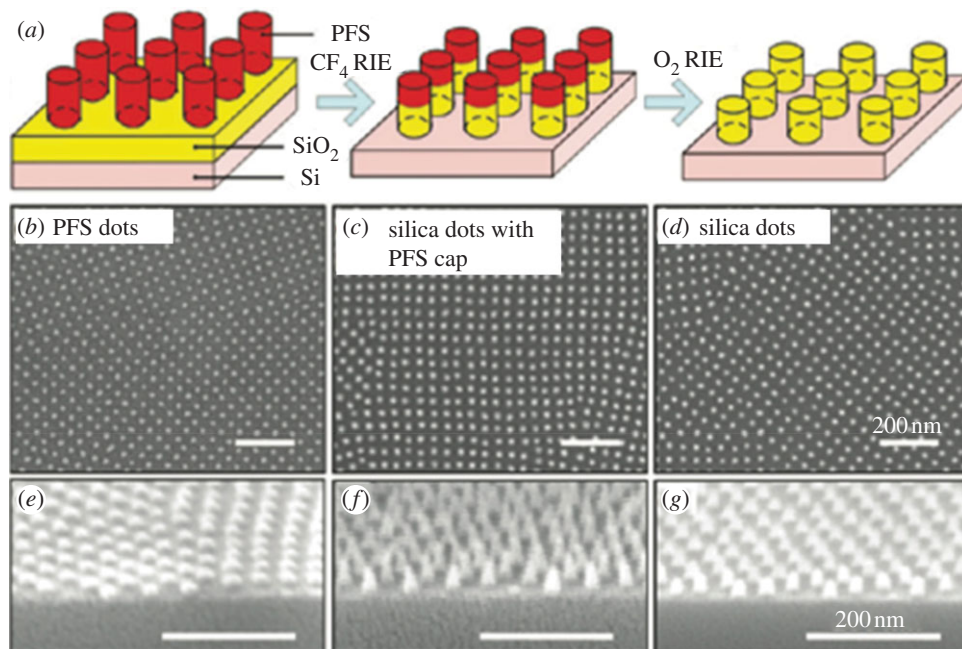 (a)
PFS
CF4 RIE
O2 RIE
SiO2
Si
(b) PFS dots
(c) silica dots with
PFS cap
(d) silica dots
200 nm
(e)
(f)
(g)
200 nm